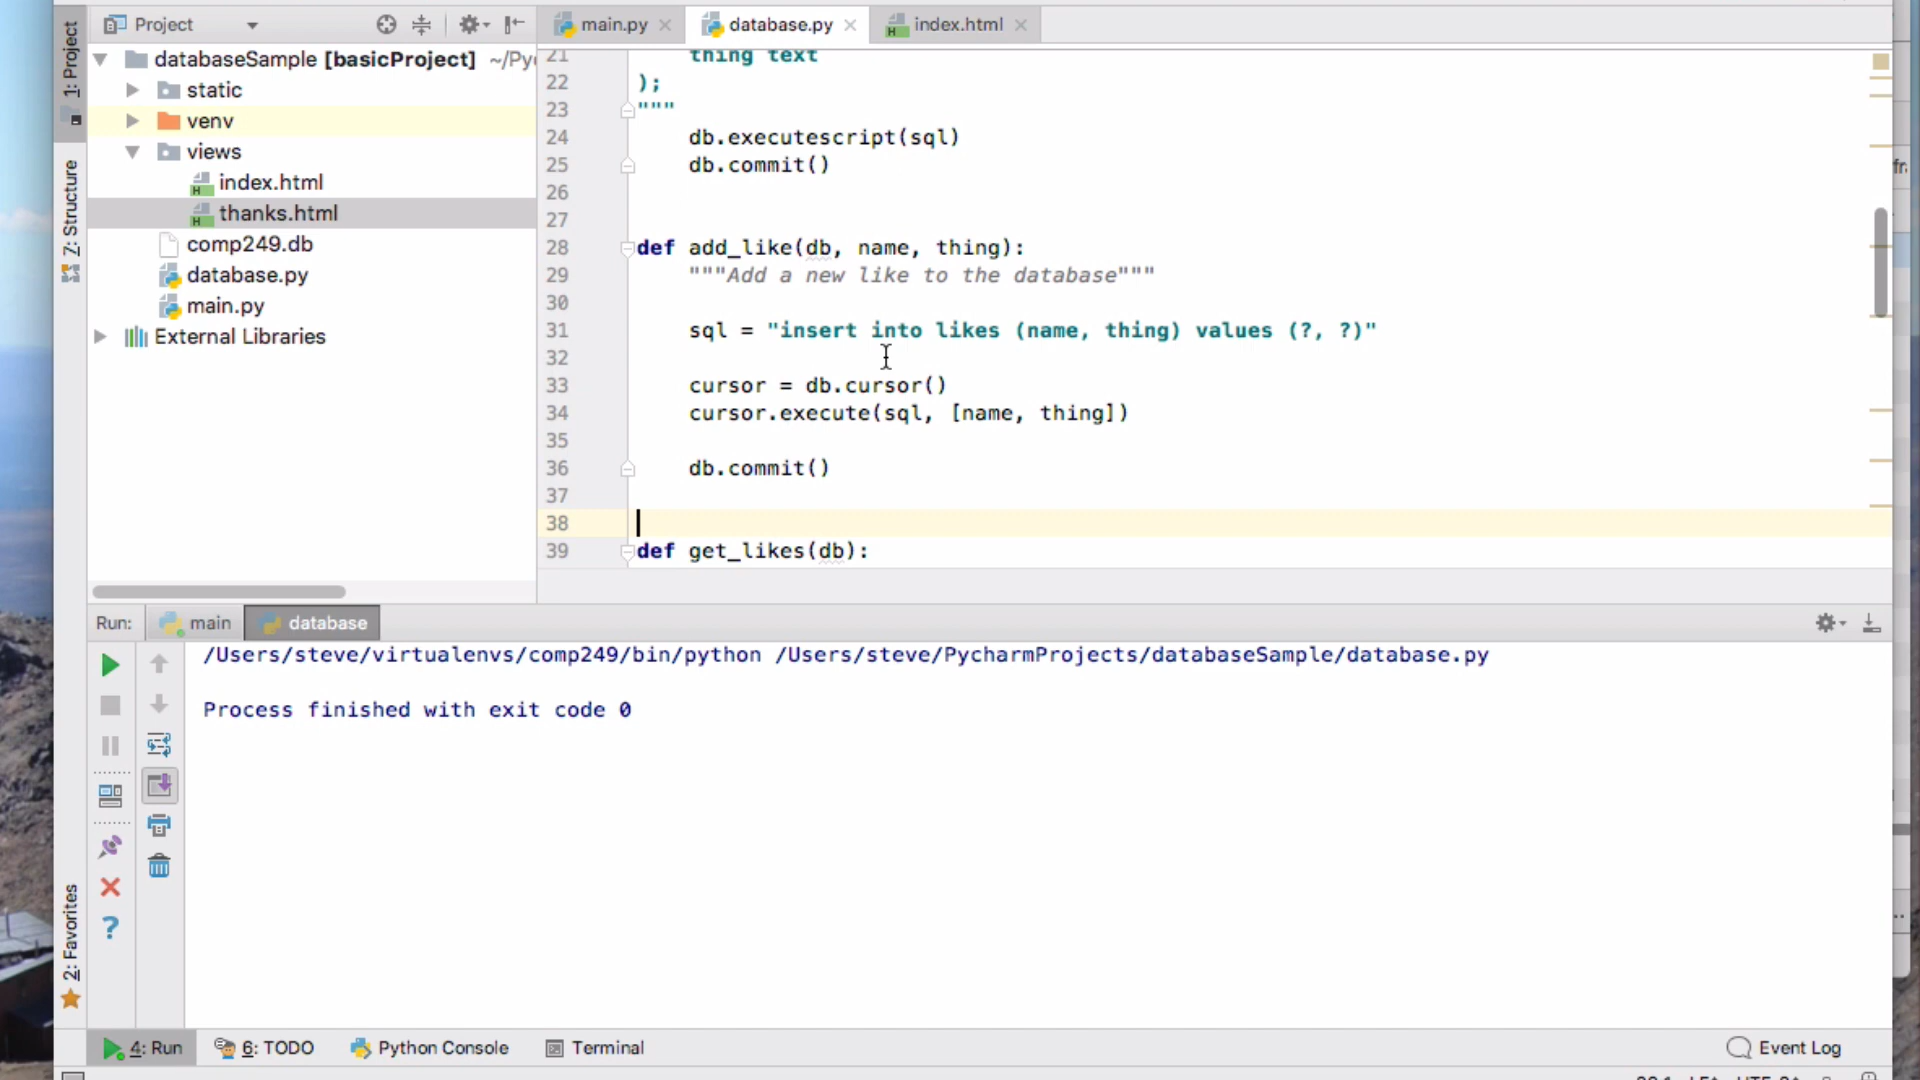 1: Project
Z: Structure
2: Favorites
Project
databaseSample [basicProject] ~/Pyc
static
venv
views
index.html
thanks.html
comp249.db
database.py
main.py
External Libraries
main.py
database.py
index.html
21 thing text
22 );
23 """
24 db.executescript(sql)
25 db.commit()
26
27
28 def add_like(db, name, thing):
29 """Add a new like to the database"""
30
31 sql = "insert into likes (name, thing) values (?, ?)"
32
33 cursor = db.cursor()
34 cursor.execute(sql, [name, thing])
35
36 db.commit()
37
38
39 def get_likes(db):
Run: main database
/Users/steve/virtualenvs/comp249/bin/python /Users/steve/PycharmProjects/databaseSample/database.py
Process finished with exit code 0
4: Run 6: TODO Python Console Terminal Event Log